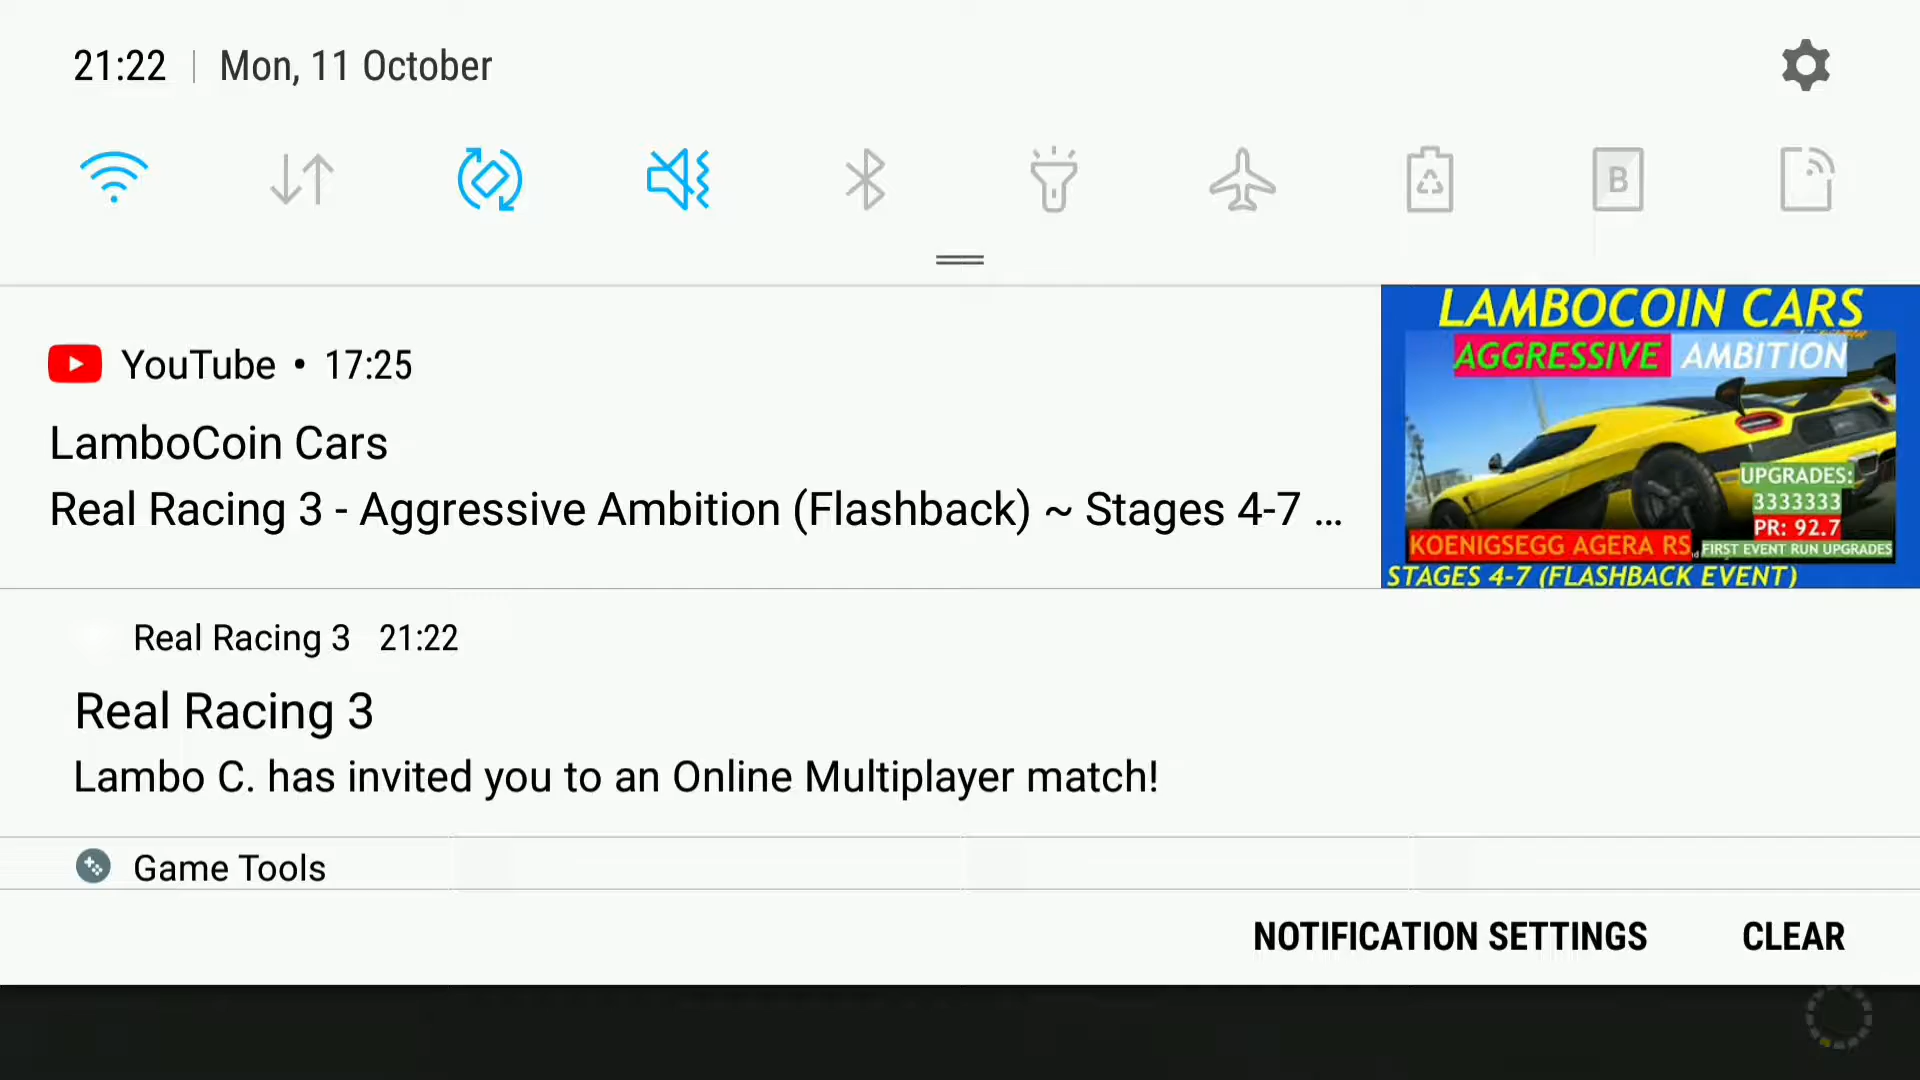 21:22 | Mon, 11 October
B
YouTube • 17:25
LamboCoin Cars
Real Racing 3 - Aggressive Ambition (Flashback) ~ Stages 4-7 ...
LAMBOCOIN CARS
AGGRESSIVE AMBITION
UPGRADES:
3333333
PR: 92.7
KOENIGSEGG AGERA RS
FIRST EVENT RUN UPGRADES
STAGES 4-7 (FLASHBACK EVENT)
Real Racing 3 21:22
Real Racing 3
Lambo C. has invited you to an Online Multiplayer match!
Game Tools
NOTIFICATION SETTINGS CLEAR